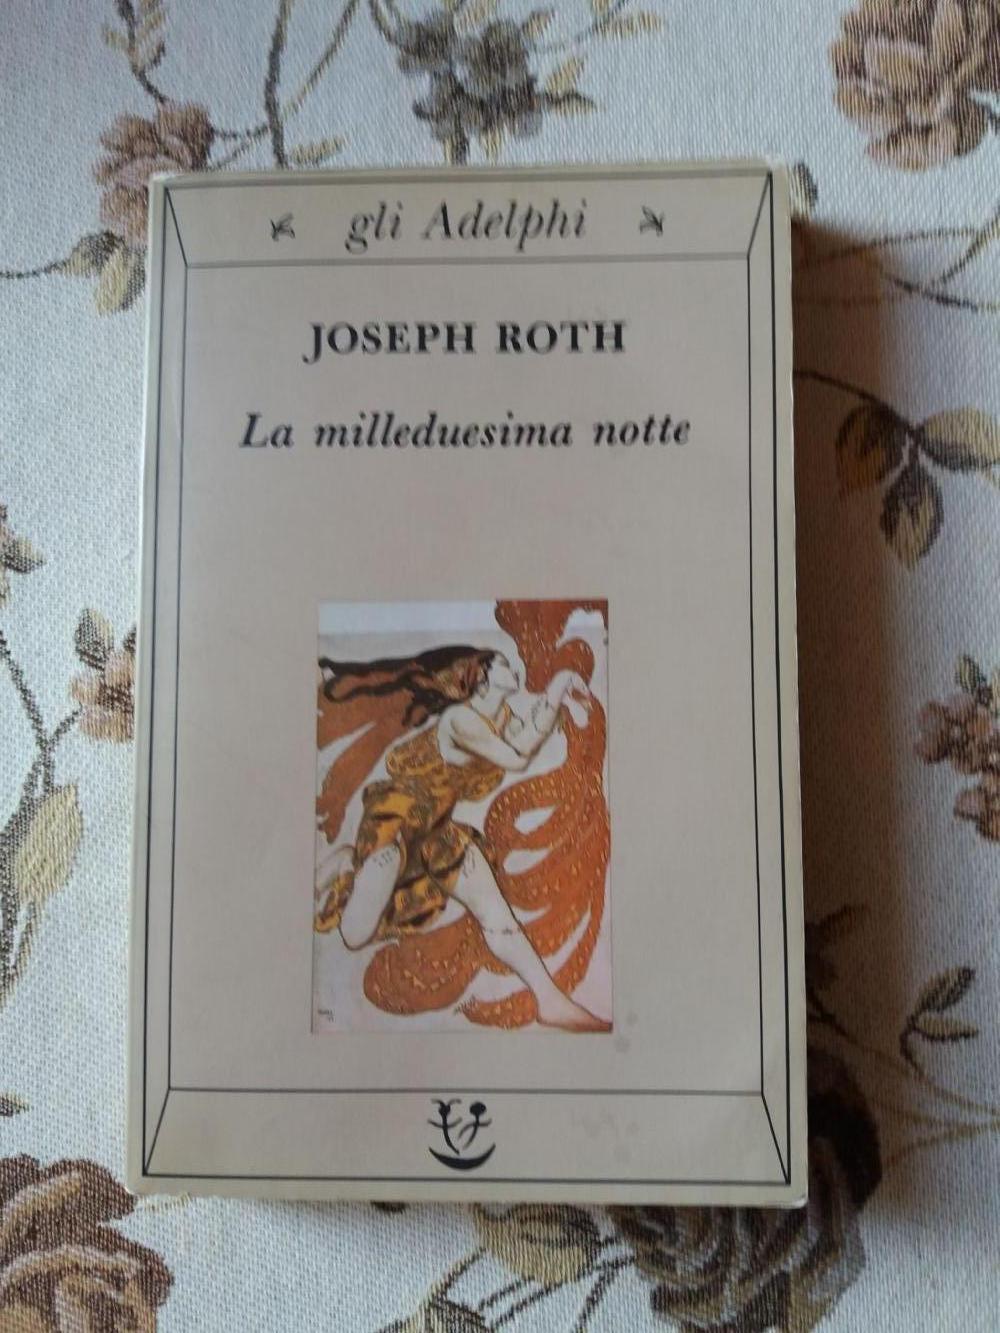 gli Adelphi
JOSEPH ROTH
La milleduesima notte